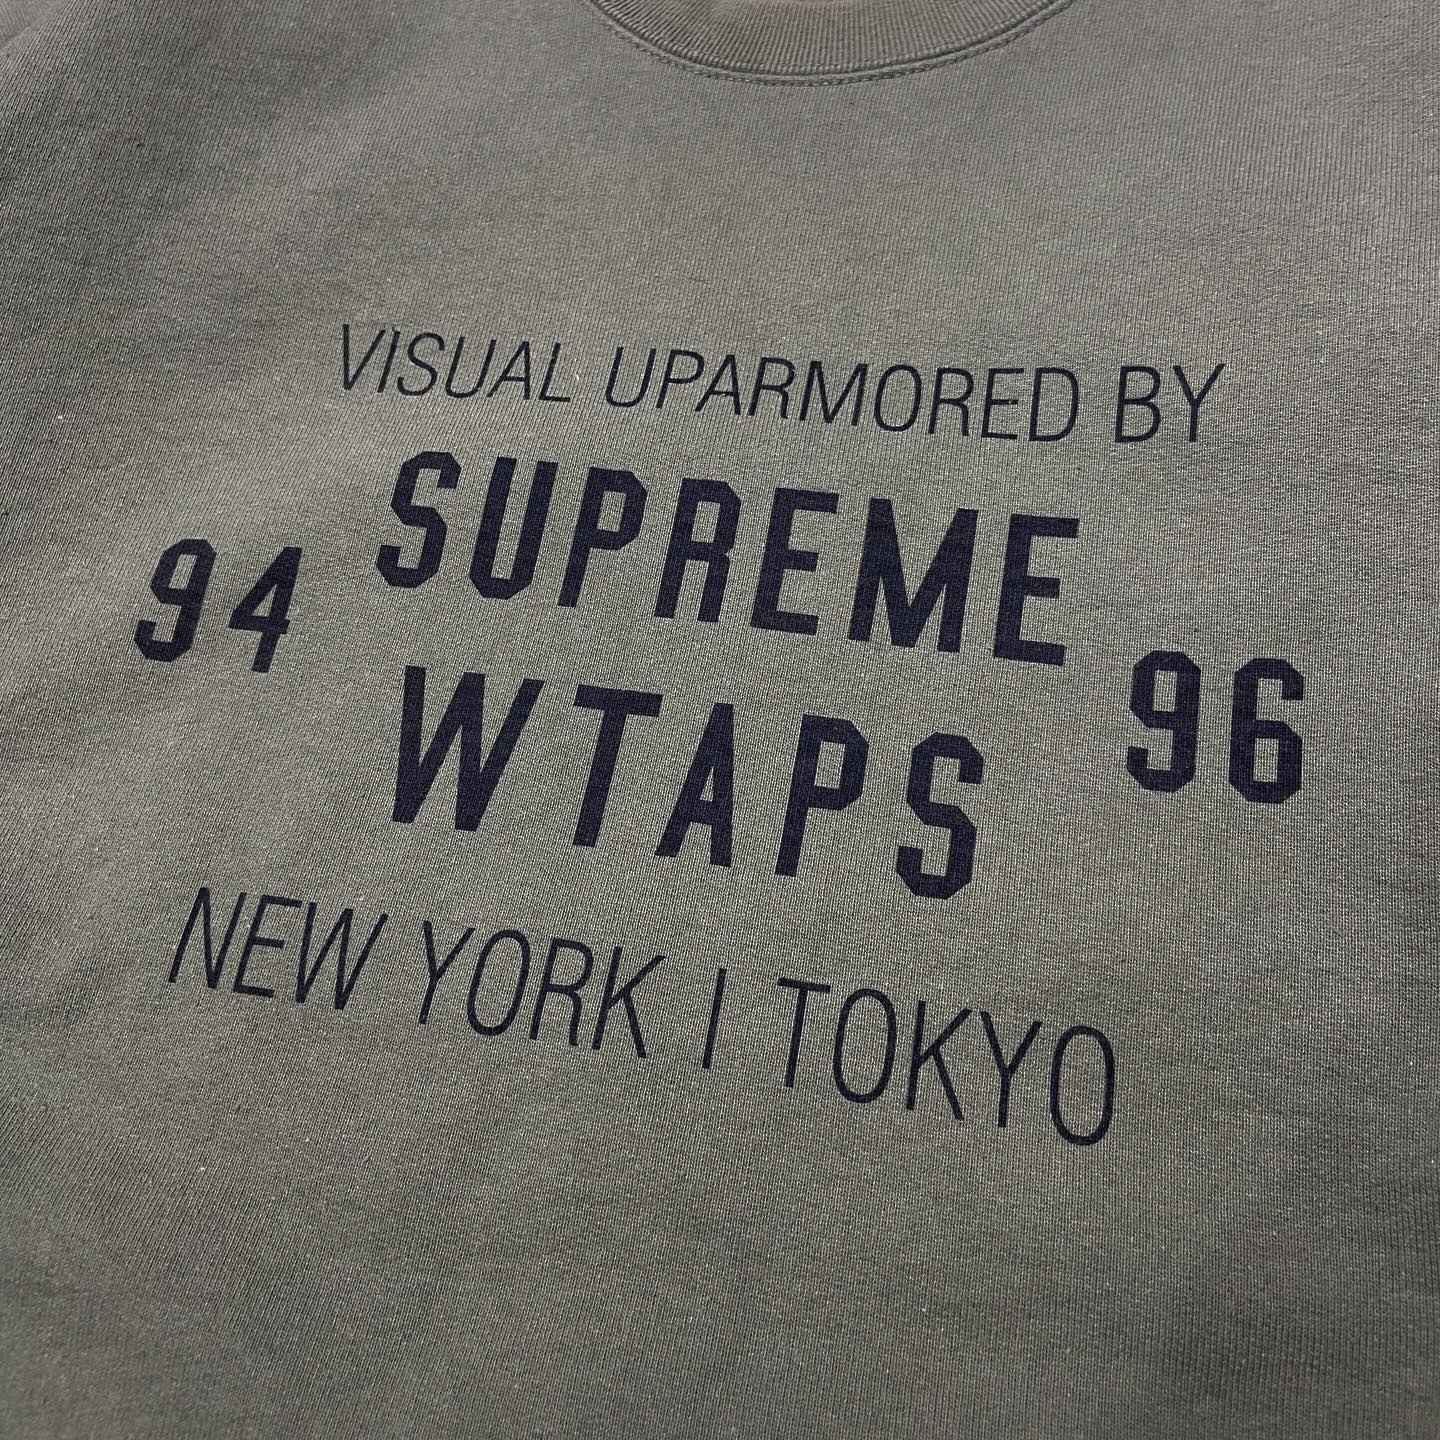 VISUAL UPARMORED BY
SUPREME
94 96
WTAPS
NEW YORK | TOKYO